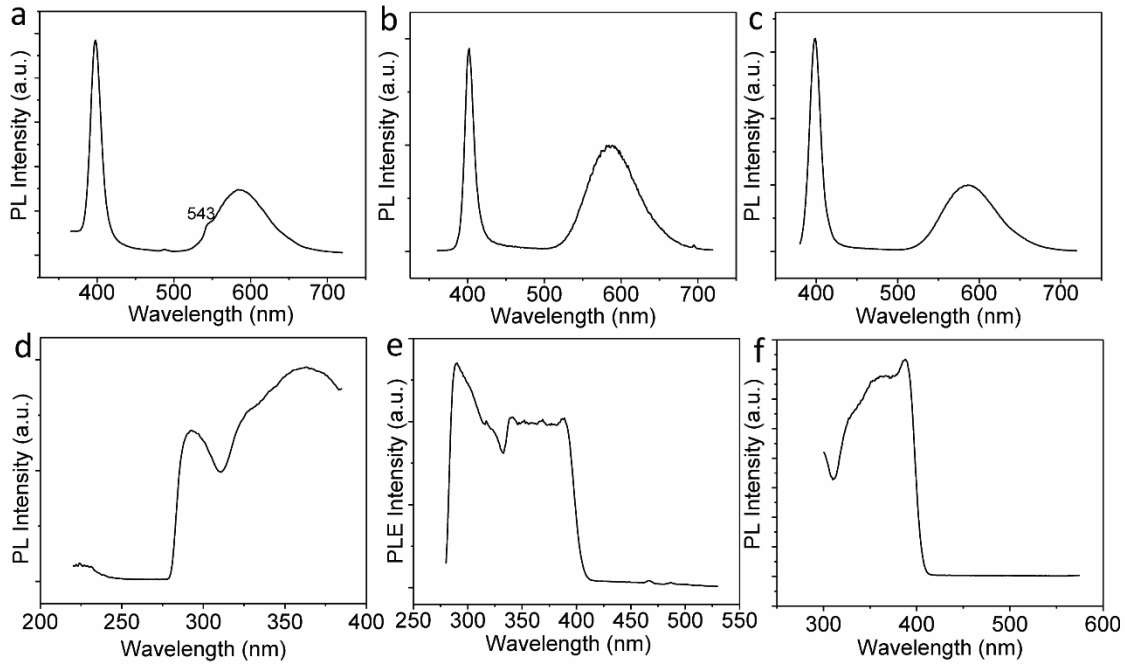 a
PL Intensity (a.u.)
543
400 500 600 700
Wavelength (nm)
b
PL Intensity (a.u.)
400 500 600 700
Wavelength (nm)
c
PL Intensity (a.u.)
400 500 600 700
Wavelength (nm)
d
PL Intensity (a.u.)
200 250 300 350 400
Wavelength (nm)
e
PLE Intensity (a.u.)
250 300 350 400 450 500 550
Wavelength (nm)
f
PL Intensity (a.u.)
300 400 500 600
Wavelength (nm)